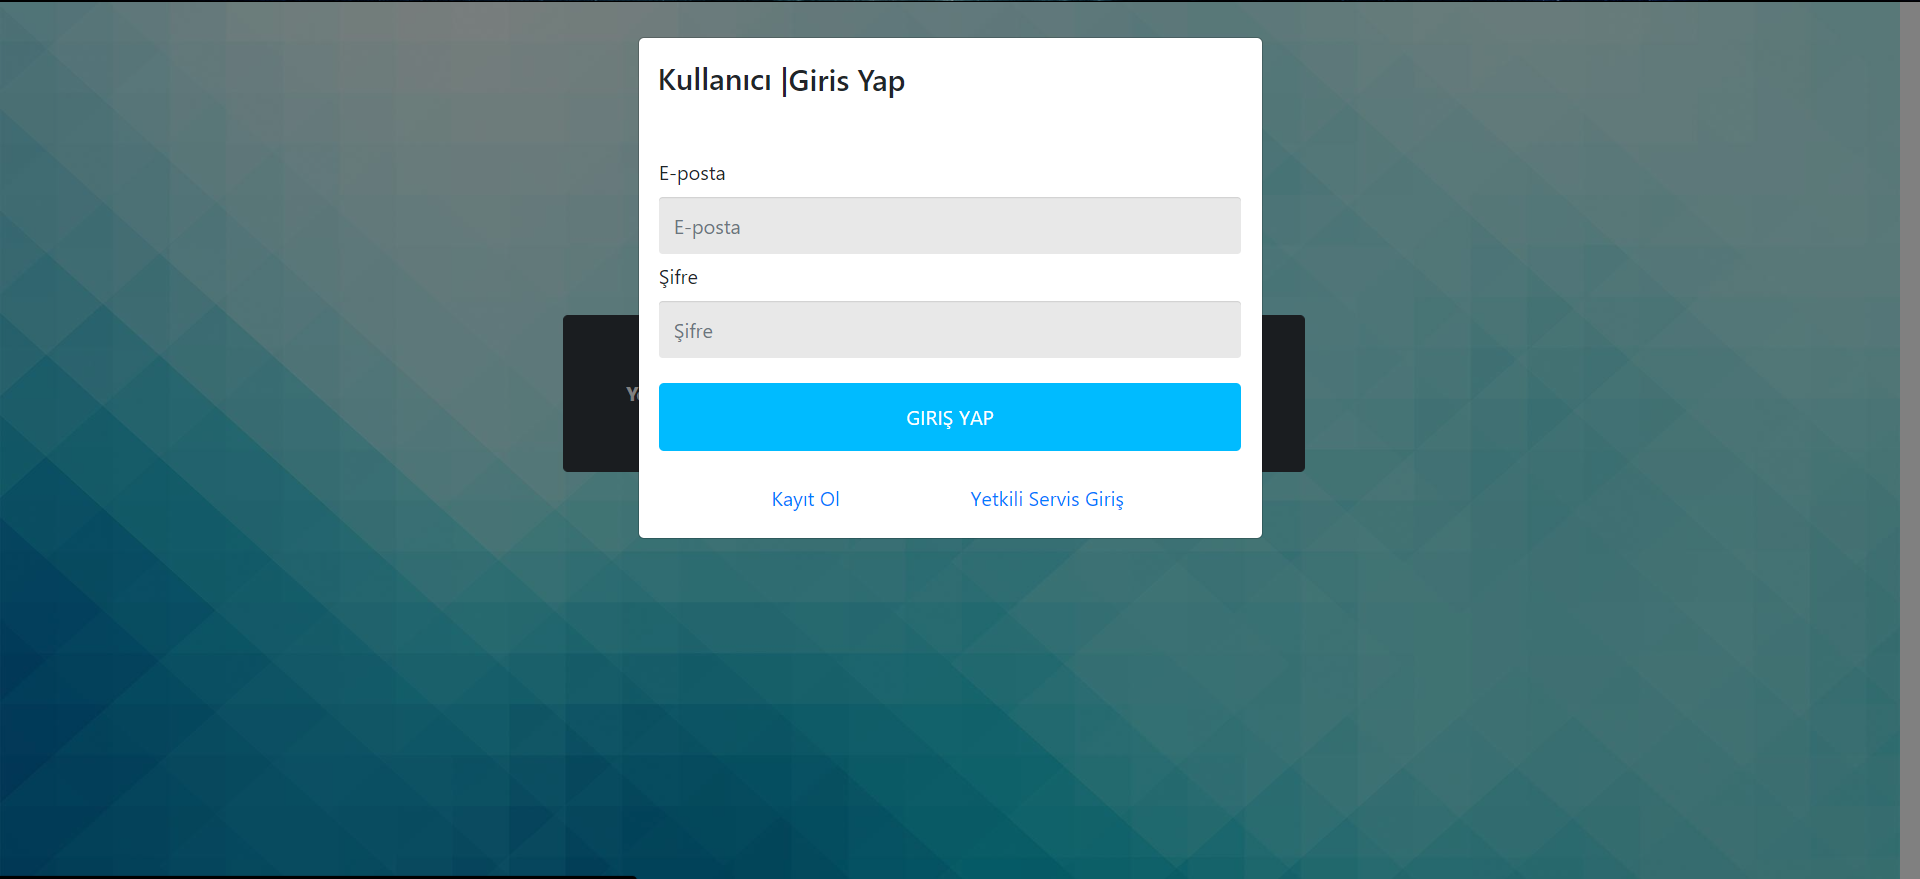 Kullanıcı |Giris Yap
E-posta
E-posta
Şifre
Şifre
GIRIŞ YAP
Kayıt Ol
Yetkili Servis Giriş